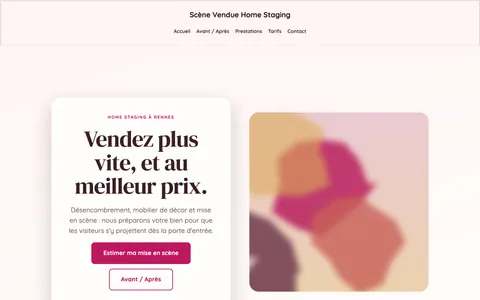 Scène Vendue Home Staging
Accueil Avant / Après Prestations Tarifs Contact
HOME STAGING À RENNES
Vendez plus
vite, et au
meilleur prix.
Désencombrement, mobilier de décor et mise
en scène : nous préparons votre bien pour que
les visiteurs s'y projettent dès la porte d'entrée.
Estimer ma mise en scène
Avant / Après